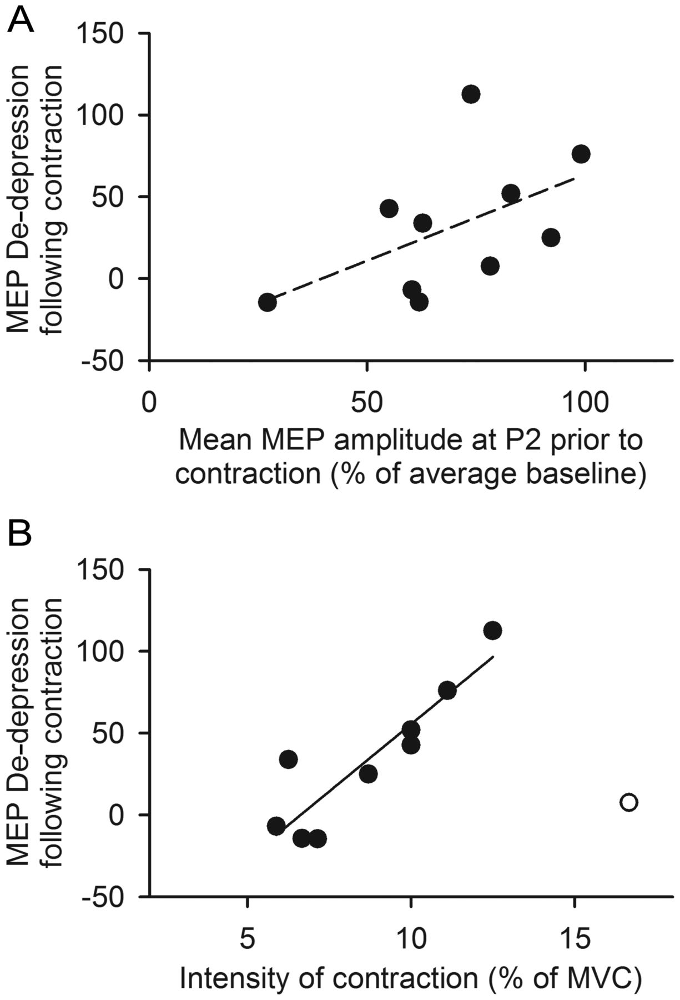 A
150
100
50
0
-50
MEP De-depression
following contraction
0 50 100
Mean MEP amplitude at P2 prior to
contraction (% of average baseline)
B
150
100
50
0
-50
MEP De-depression
following contraction
5 10 15
Intensity of contraction (% of MVC)